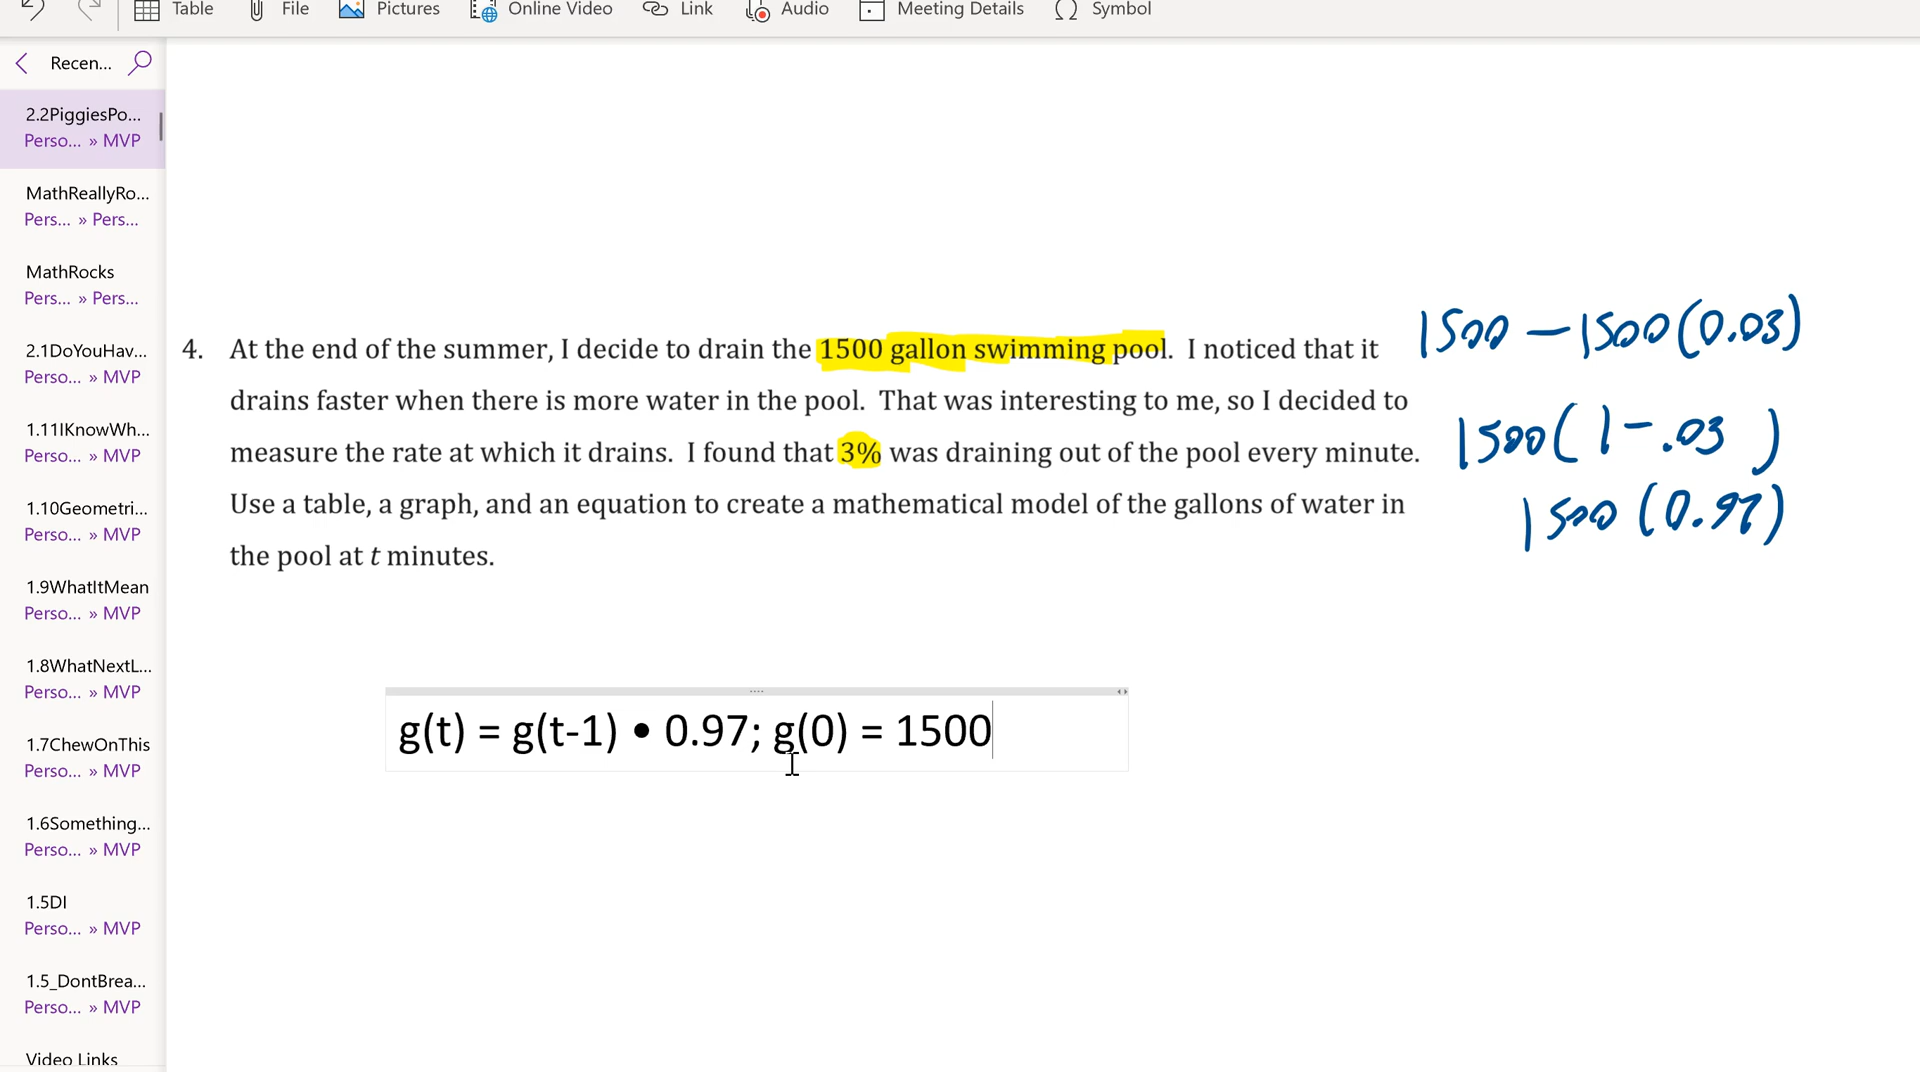 Table File Pictures Online Video Link Audio Meeting Details Symbol
Recen...
2.2PiggiesPo...
Perso... » MVP
MathReallyRo...
Pers... » Pers...
MathRocks
Pers... » Pers...
2.1DoYouHav...
Perso... » MVP
1.11IKnowWh...
Perso... » MVP
1.10Geometri...
Perso... » MVP
1.9WhatItMean
Perso... » MVP
1.8WhatNextL...
Perso... » MVP
1.7ChewOnThis
Perso... » MVP
1.6Something...
Perso... » MVP
1.5DI
Perso... » MVP
1.5_DontBrea...
Perso... » MVP
Video Links
4. At the end of the summer, I decide to drain the 1500 gallon swimming pool. I noticed that it
drains faster when there is more water in the pool. That was interesting to me, so I decided to
measure the rate at which it drains. I found that 3% was draining out of the pool every minute.
Use a table, a graph, and an equation to create a mathematical model of the gallons of water in
the pool at t minutes.
1500 – 1500(0.03)
1500(1 - .03 )
1500 (0.97)
g(t) = g(t-1) • 0.97; g(0) = 1500